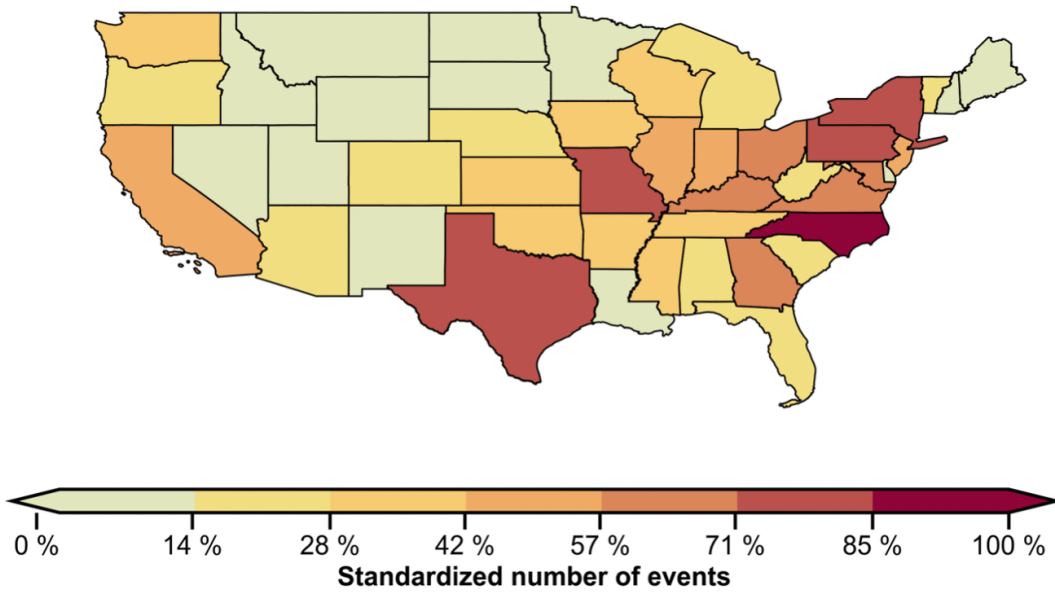 0 % 14 % 28 % 42 % 57 % 71 % 85 % 100 %
Standardized number of events